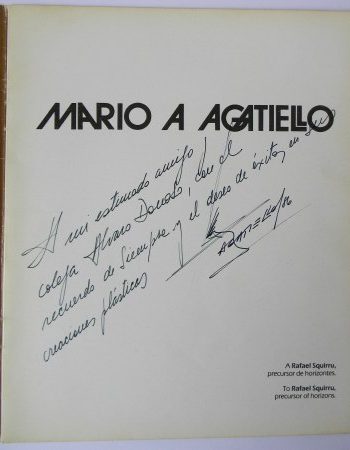 MARIO A AGATIELLO
A mi estimado amigo y
colega Alvaro Donoso, con el
recuerdo de siempre y el deseo de éxitos en sus
creaciones plásticas
AGATIELLO/86
A Rafael Squirru,
precursor de horizontes.
To Rafael Squirru,
precursor of horizons.